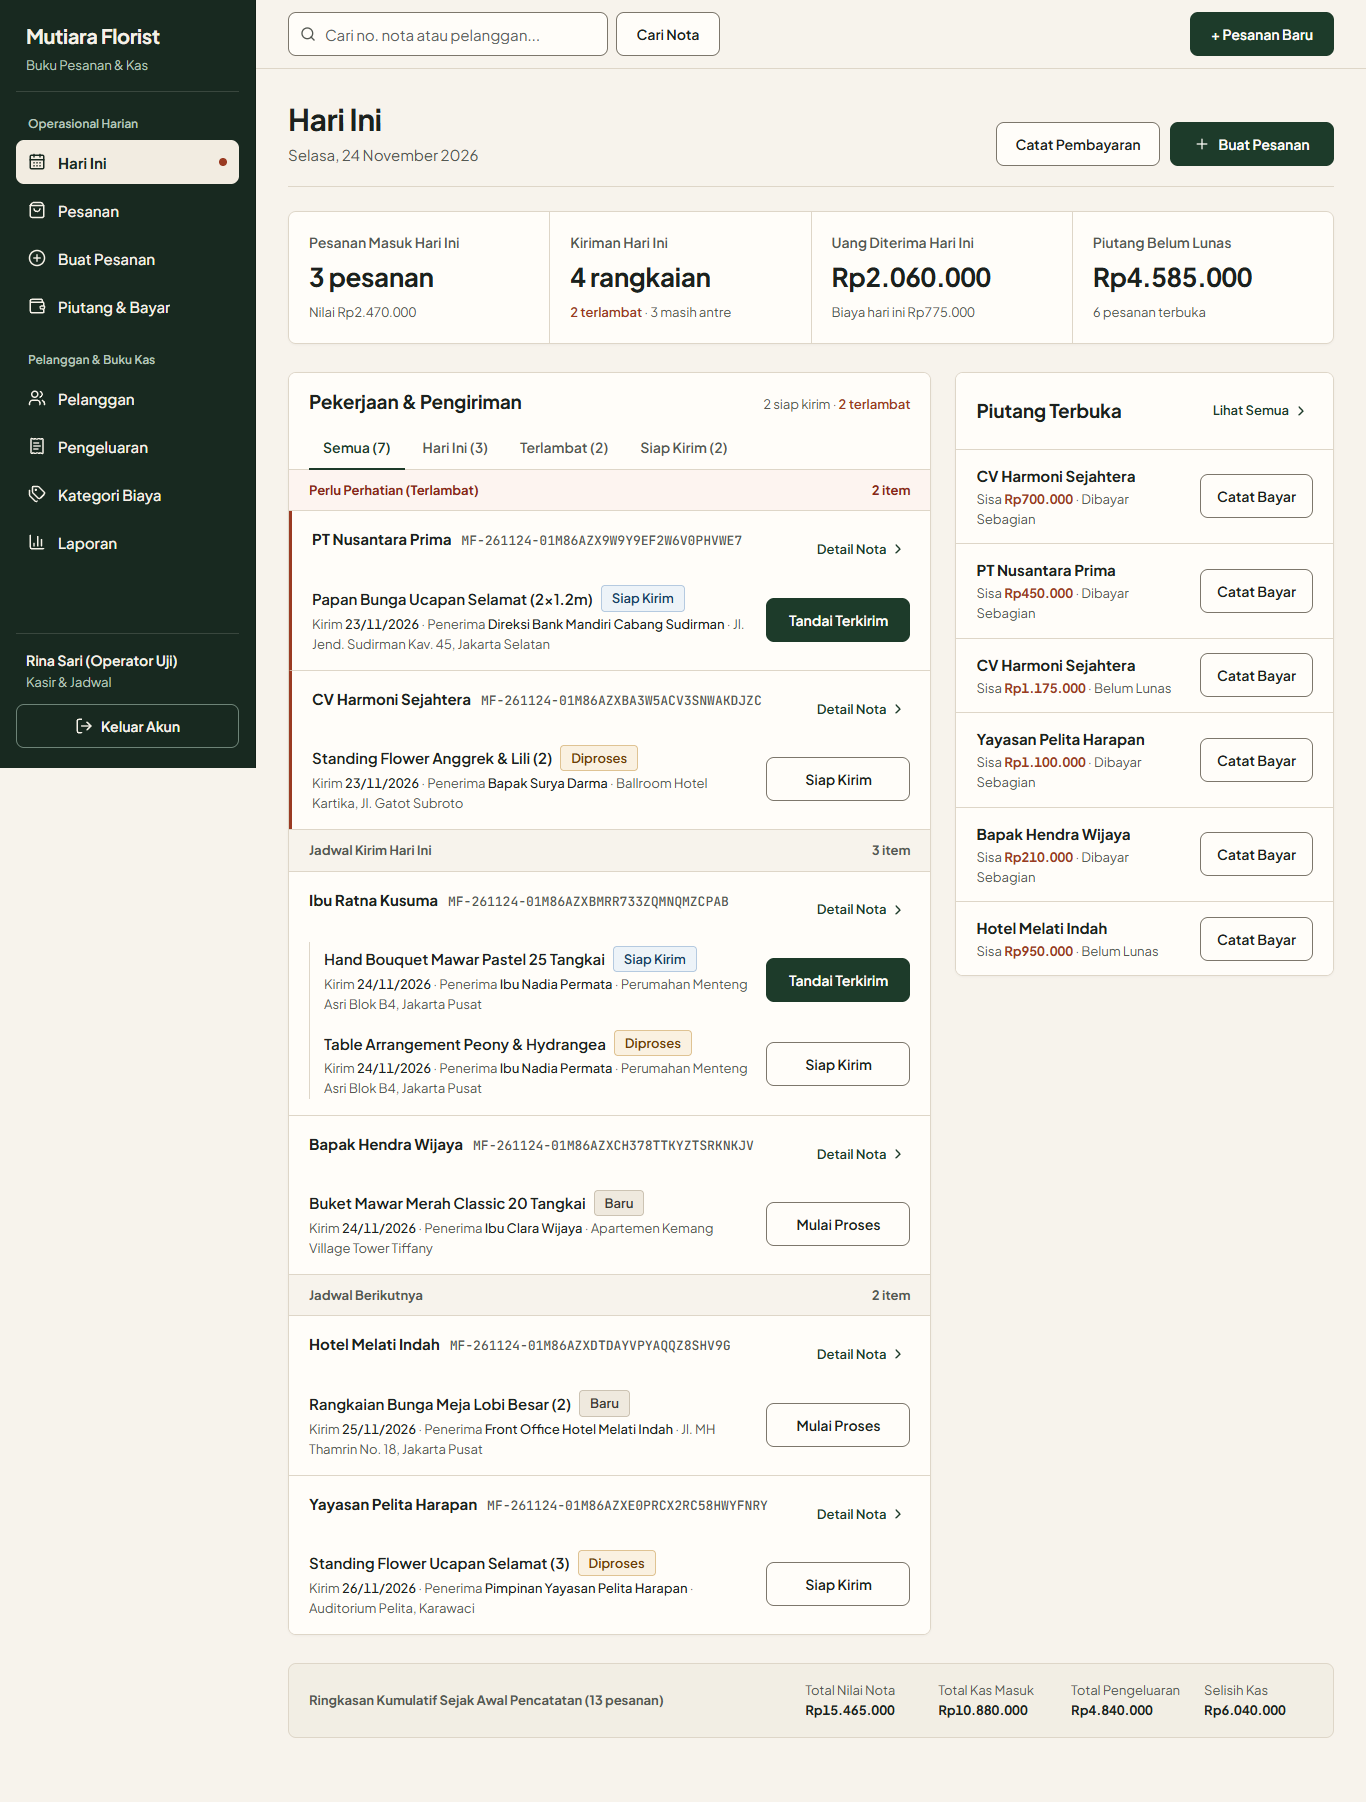 Mutiara Florist
Buku Pesanan & Kas
Operasional Harian
Hari Ini
Pesanan
Buat Pesanan
Piutang & Bayar
Pelanggan & Buku Kas
Pelanggan
Pengeluaran
Kategori Biaya
Laporan
Rina Sari (Operator Uji)
Kasir & Jadwal
Keluar Akun
Cari no. nota atau pelanggan...
Cari Nota
+ Pesanan Baru
Hari Ini
Selasa, 24 November 2026
Catat Pembayaran
+ Buat Pesanan
Pesanan Masuk Hari Ini
3 pesanan
Nilai Rp2.470.000
Kiriman Hari Ini
4 rangkaian
2 terlambat · 3 masih antre
Uang Diterima Hari Ini
Rp2.060.000
Biaya hari ini Rp775.000
Piutang Belum Lunas
Rp4.585.000
6 pesanan terbuka
Pekerjaan & Pengiriman
2 siap kirim · 2 terlambat
Semua (7) Hari Ini (3) Terlambat (2) Siap Kirim (2)
Perlu Perhatian (Terlambat) 2 item
PT Nusantara Prima MF-261124-01M86AZX9W9Y9EF2W6V0PHVWE7
Detail Nota
Papan Bunga Ucapan Selamat (2×1.2m) Siap Kirim
Kirim 23/11/2026 · Penerima Direksi Bank Mandiri Cabang Sudirman · Jl.
Jend. Sudirman Kav. 45, Jakarta Selatan
Tandai Terkirim
CV Harmoni Sejahtera MF-261124-01M86AZXBA3W5ACV3SNWAKDJZC
Detail Nota
Standing Flower Anggrek & Lili (2) Diproses
Kirim 23/11/2026 · Penerima Bapak Surya Darma · Ballroom Hotel
Kartika, Jl. Gatot Subroto
Siap Kirim
Jadwal Kirim Hari Ini 3 item
Ibu Ratna Kusuma MF-261124-01M86AZXBMRR733ZQMNQMZCPAB
Detail Nota
Hand Bouquet Mawar Pastel 25 Tangkai Siap Kirim
Kirim 24/11/2026 · Penerima Ibu Nadia Permata · Perumahan Menteng
Asri Blok B4, Jakarta Pusat
Tandai Terkirim
Table Arrangement Peony & Hydrangea Diproses
Kirim 24/11/2026 · Penerima Ibu Nadia Permata · Perumahan Menteng
Asri Blok B4, Jakarta Pusat
Siap Kirim
Bapak Hendra Wijaya MF-261124-01M86AZXCH378TTKYZTSRKNKJV
Detail Nota
Buket Mawar Merah Classic 20 Tangkai Baru
Kirim 24/11/2026 · Penerima Ibu Clara Wijaya · Apartemen Kemang
Village Tower Tiffany
Mulai Proses
Jadwal Berikutnya 2 item
Hotel Melati Indah MF-261124-01M86AZXDTDAYVPYAQQZ8SHV9G
Detail Nota
Rangkaian Bunga Meja Lobi Besar (2) Baru
Kirim 25/11/2026 · Penerima Front Office Hotel Melati Indah · Jl. MH
Thamrin No. 18, Jakarta Pusat
Mulai Proses
Yayasan Pelita Harapan MF-261124-01M86AZXE0PRCX2RC58HWYFNRY
Detail Nota
Standing Flower Ucapan Selamat (3) Diproses
Kirim 26/11/2026 · Penerima Pimpinan Yayasan Pelita Harapan ·
Auditorium Pelita, Karawaci
Siap Kirim
Piutang Terbuka
Lihat Semua
CV Harmoni Sejahtera
Sisa Rp700.000 · Dibayar
Sebagian
Catat Bayar
PT Nusantara Prima
Sisa Rp450.000 · Dibayar
Sebagian
Catat Bayar
CV Harmoni Sejahtera
Sisa Rp1.175.000 · Belum Lunas
Catat Bayar
Yayasan Pelita Harapan
Sisa Rp1.100.000 · Dibayar
Sebagian
Catat Bayar
Bapak Hendra Wijaya
Sisa Rp210.000 · Dibayar
Sebagian
Catat Bayar
Hotel Melati Indah
Sisa Rp950.000 · Belum Lunas
Catat Bayar
Ringkasan Kumulatif Sejak Awal Pencatatan (13 pesanan)
Total Nilai Nota
Rp15.465.000
Total Kas Masuk
Rp10.880.000
Total Pengeluaran
Rp4.840.000
Selisih Kas
Rp6.040.000